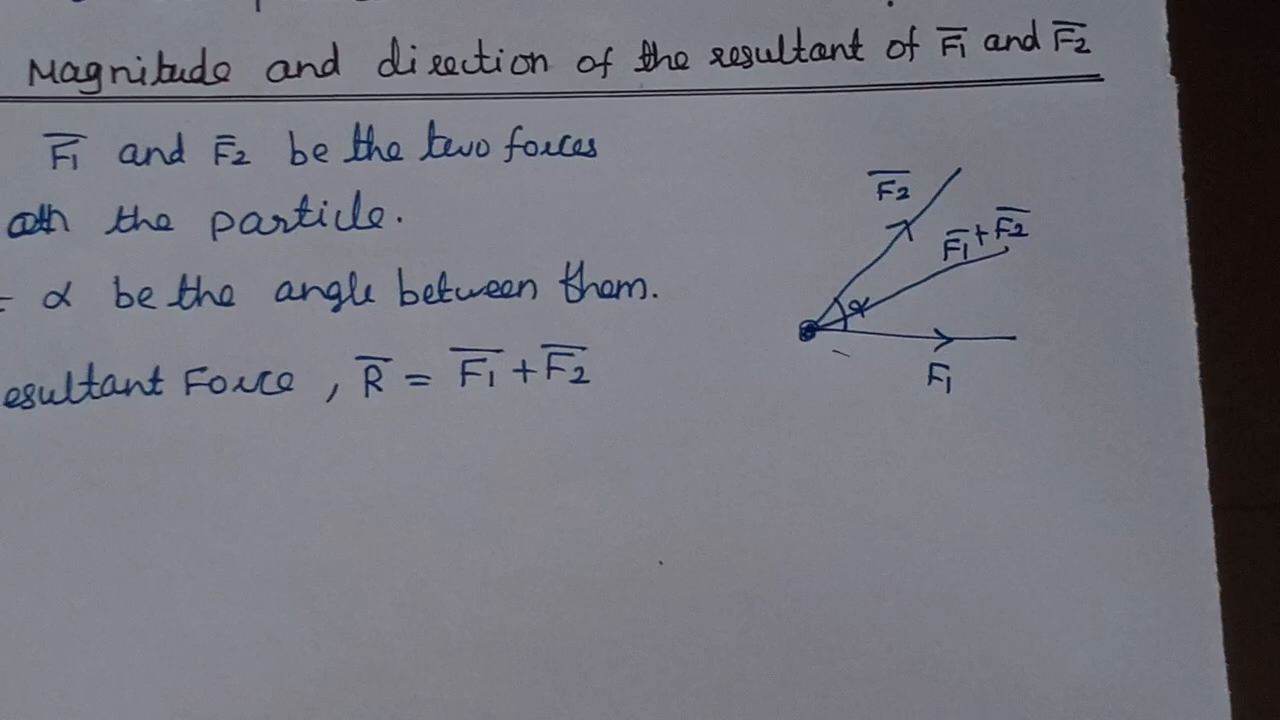 Magnitude and direction of the resultant of F̅1 and F̅2
F̅1 and F̅2 be the two forces
the particle.
α be the angle between them.
esultant Force, R̅ = F̅1 + F̅2
F̅2
F̅1 + F̅2
α
F1